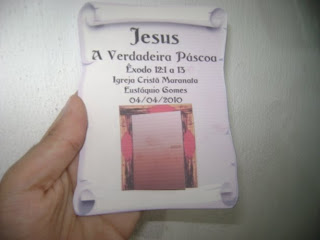 Jesus
A Verdadeira Páscoa
Êxodo 12:1 a 13
Igreja Cristã Maranata
Eustáquio Gomes
04/04/2010